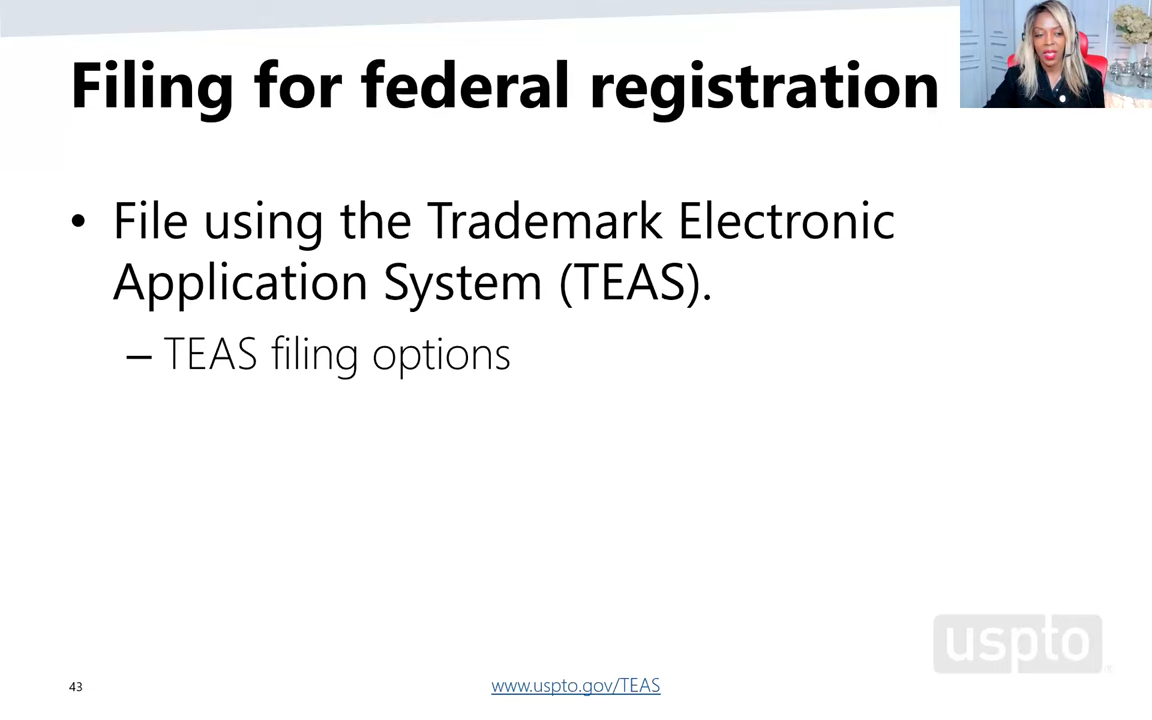 Filing for federal registration
• File using the Trademark Electronic
Application System (TEAS).
– TEAS filing options
uspto
43
www.uspto.gov/TEAS